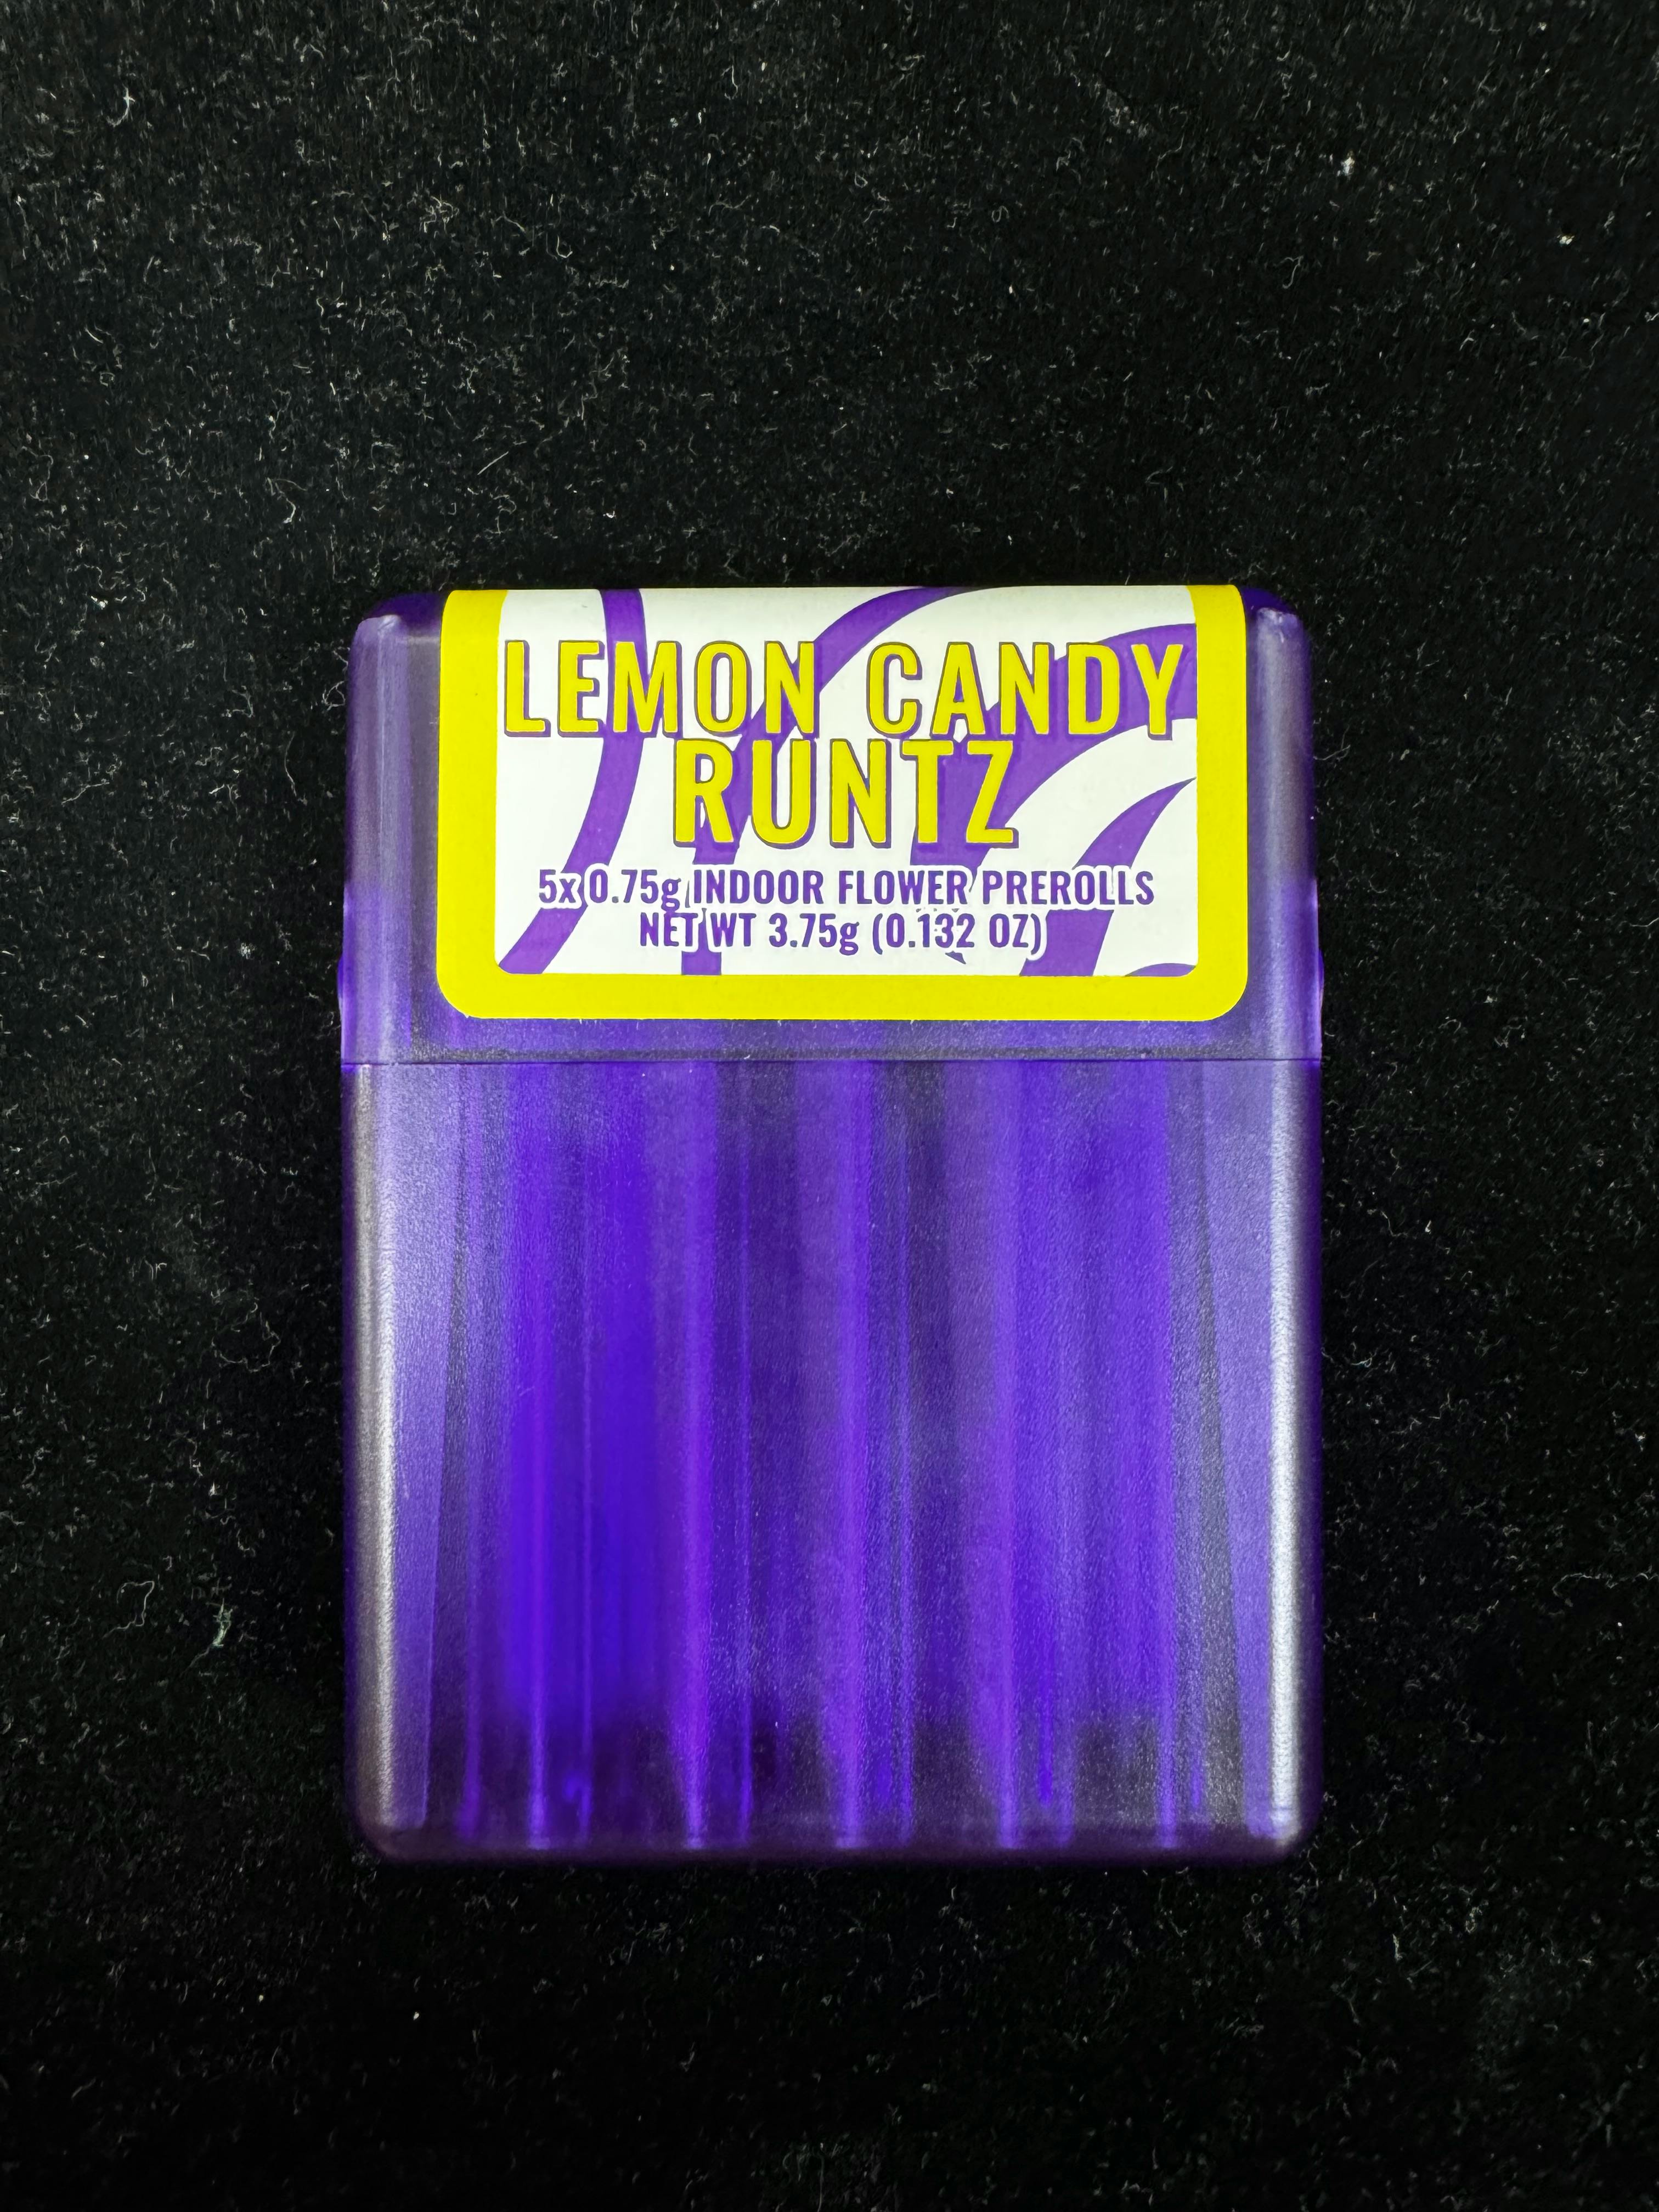 LEMON CANDY
RUNTZ
5x 0.75g INDOOR FLOWER PREROLLS
NET WT 3.75g (0.132 OZ)